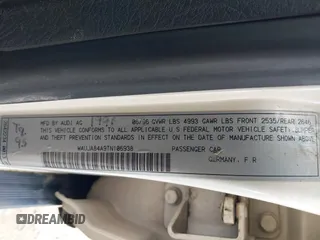 MFG BY AUDI AG 06/96 GVWR LBS 4993 GAWR LBS FRONT 2535/REAR 2646
THIS VEHICLE CONFORMS TO ALL APPLICABLE U.S FEDERAL MOTOR VEHICLE SAFETY,
AND THEFT PREVENTION STANDARDS IN EFFECT ON THE DATE OF MANUFACTURE SHOWN ABOVE
WAUJA84A9TN106938 PASSENGER CAR
GERMANY, F R
DREAMBID